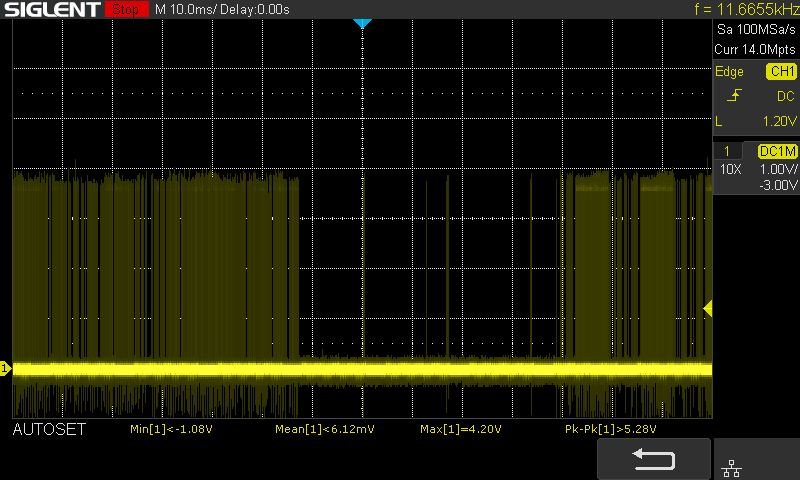 SIGLENT Stop M 10.0ms/ Delay:0.00s f = 11.6655kHz
Sa 100MSa/s
Curr 14.0Mpts
Edge CH1
DC
L 1.20V
1 DC1M
10X 1.00V/
-3.00V
1
AUTOSET Min[1]<-1.08V Mean[1]<6.12mV Max[1]=4.20V Pk-Pk[1]>5.28V